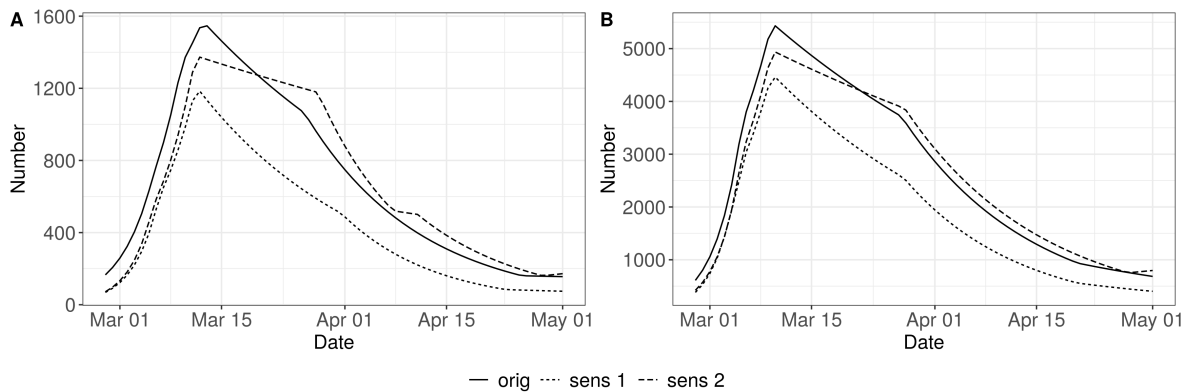 A
B
1600
1200
800
400
0
Number
Mar 01 Mar 15 Apr 01 Apr 15 May 01
Date
5000
4000
3000
2000
1000
Number
Mar 01 Mar 15 Apr 01 Apr 15 May 01
Date
orig sens 1 sens 2